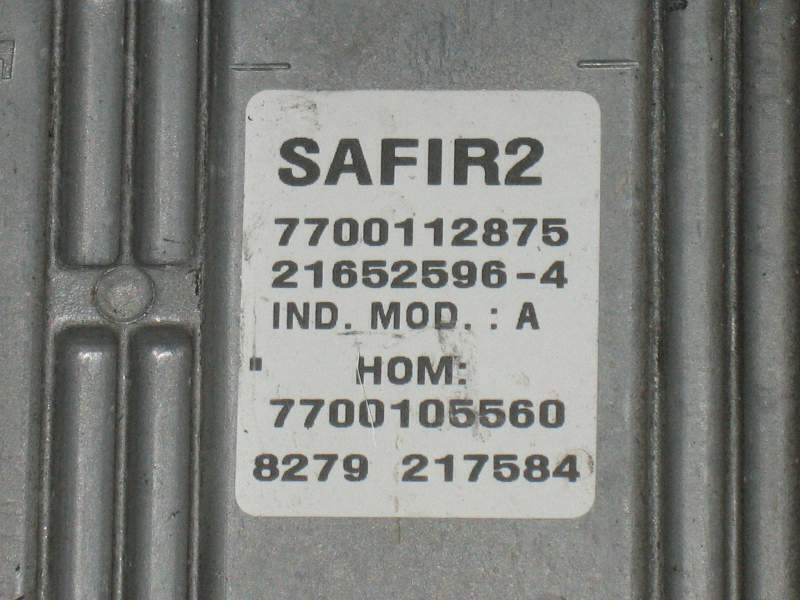 SAFIR2
7700112875
21652596-4
IND. MOD. : A
HOM:
7700105560
8279 217584